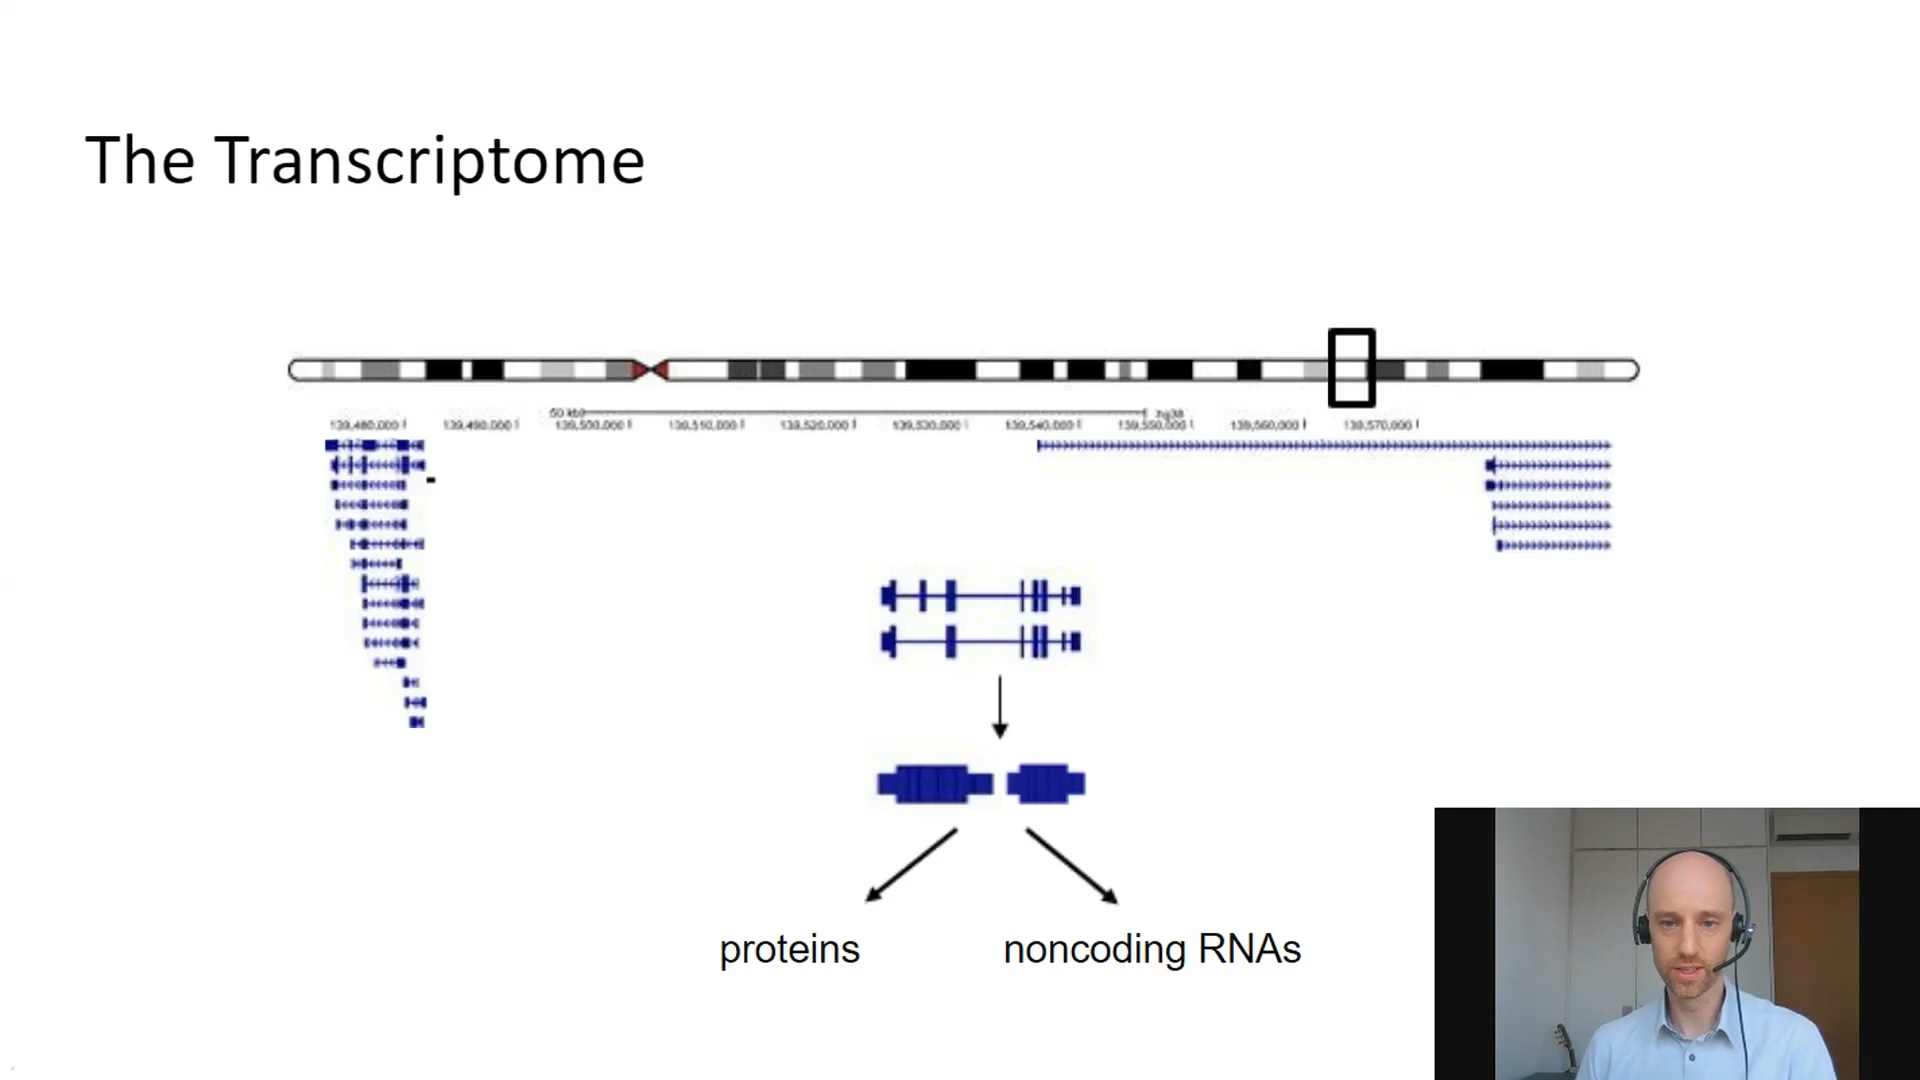 The Transcriptome
50 kb
hg38
139,480,000 139,490,000 139,500,000 139,510,000 139,520,000 139,530,000 139,540,000 139,550,000 139,560,000 139,570,000
proteins
noncoding RNAs